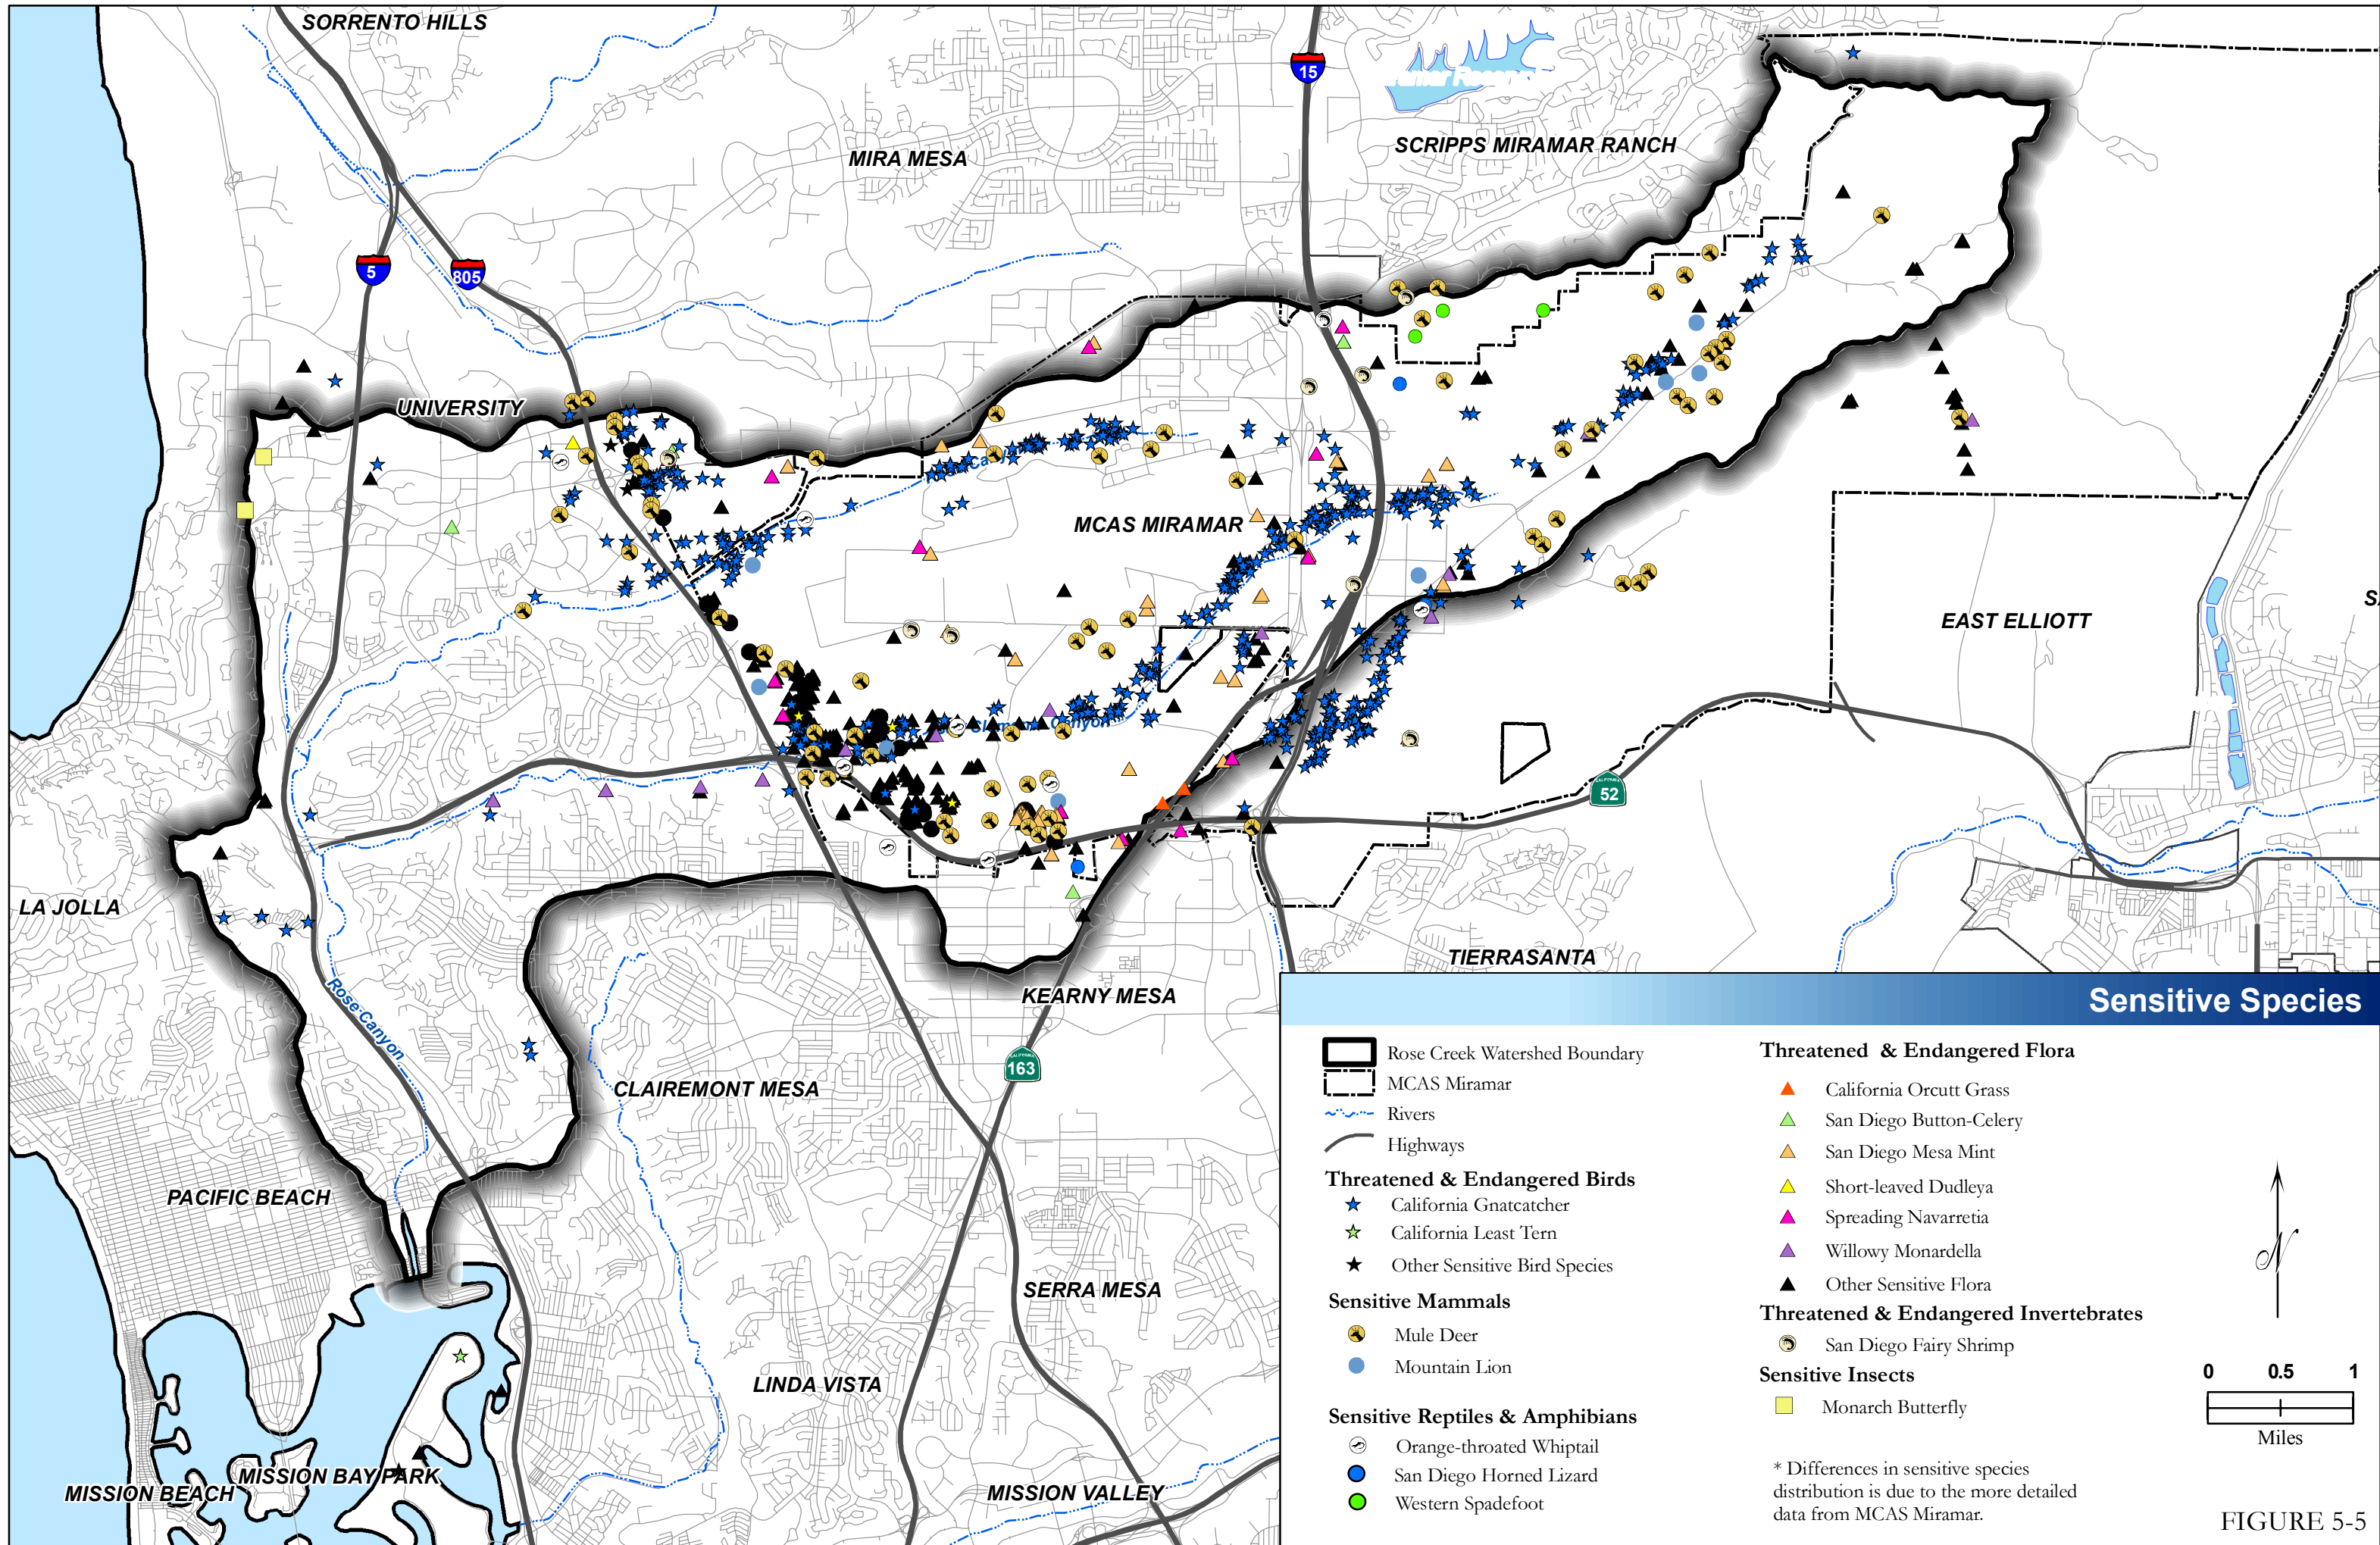 SORRENTO HILLS
15
MIRA MESA
SCRIPPS MIRAMAR RANCH
5
805
UNIVERSITY
MCAS MIRAMAR
EAST ELLIOTT
Canyon
52
LA JOLLA
TIERRASANTA
KEARNY MESA
Rose Canyon
CALIFORNIA
163
CLAIREMONT MESA
PACIFIC BEACH
SERRA MESA
LINDA VISTA
MISSION BAY PARK
MISSION BEACH
MISSION VALLEY
Sensitive Species
Rose Creek Watershed Boundary
MCAS Miramar
Rivers
Highways
Threatened & Endangered Birds
California Gnatcatcher
California Least Tern
Other Sensitive Bird Species
Sensitive Mammals
Mule Deer
Mountain Lion
Sensitive Reptiles & Amphibians
Orange-throated Whiptail
San Diego Horned Lizard
Western Spadefoot
Threatened & Endangered Flora
California Orcutt Grass
San Diego Button-Celery
San Diego Mesa Mint
Short-leaved Dudleya
Spreading Navarretia
Willowy Monardella
Other Sensitive Flora
Threatened & Endangered Invertebrates
San Diego Fairy Shrimp
Sensitive Insects
Monarch Butterfly
* Differences in sensitive species
distribution is due to the more detailed
data from MCAS Miramar.
N
0 0.5 1
Miles
FIGURE 5-5